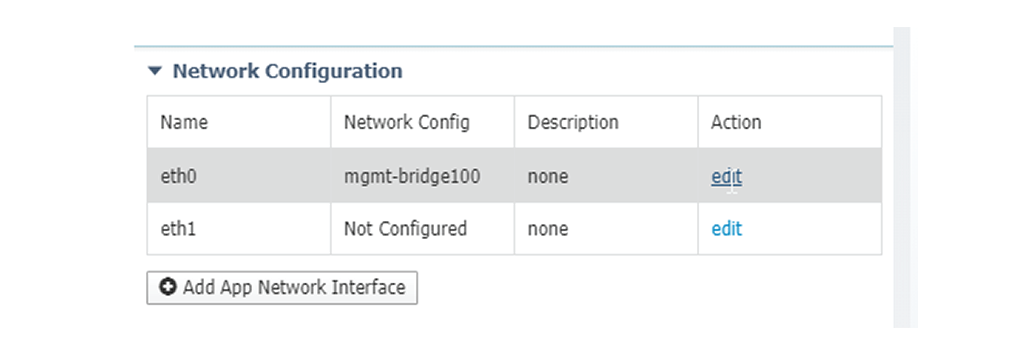 Network Configuration
Name Network Config Description Action
eth0 mgmt-bridge100 none edit
eth1 Not Configured none edit
Add App Network Interface